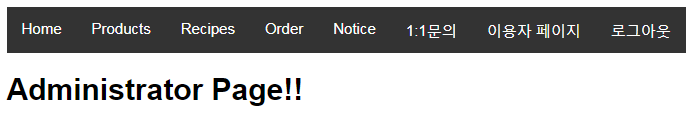 Home Products Recipes Order Notice 1:1문의 이용자 페이지 로그아웃
Administrator Page!!